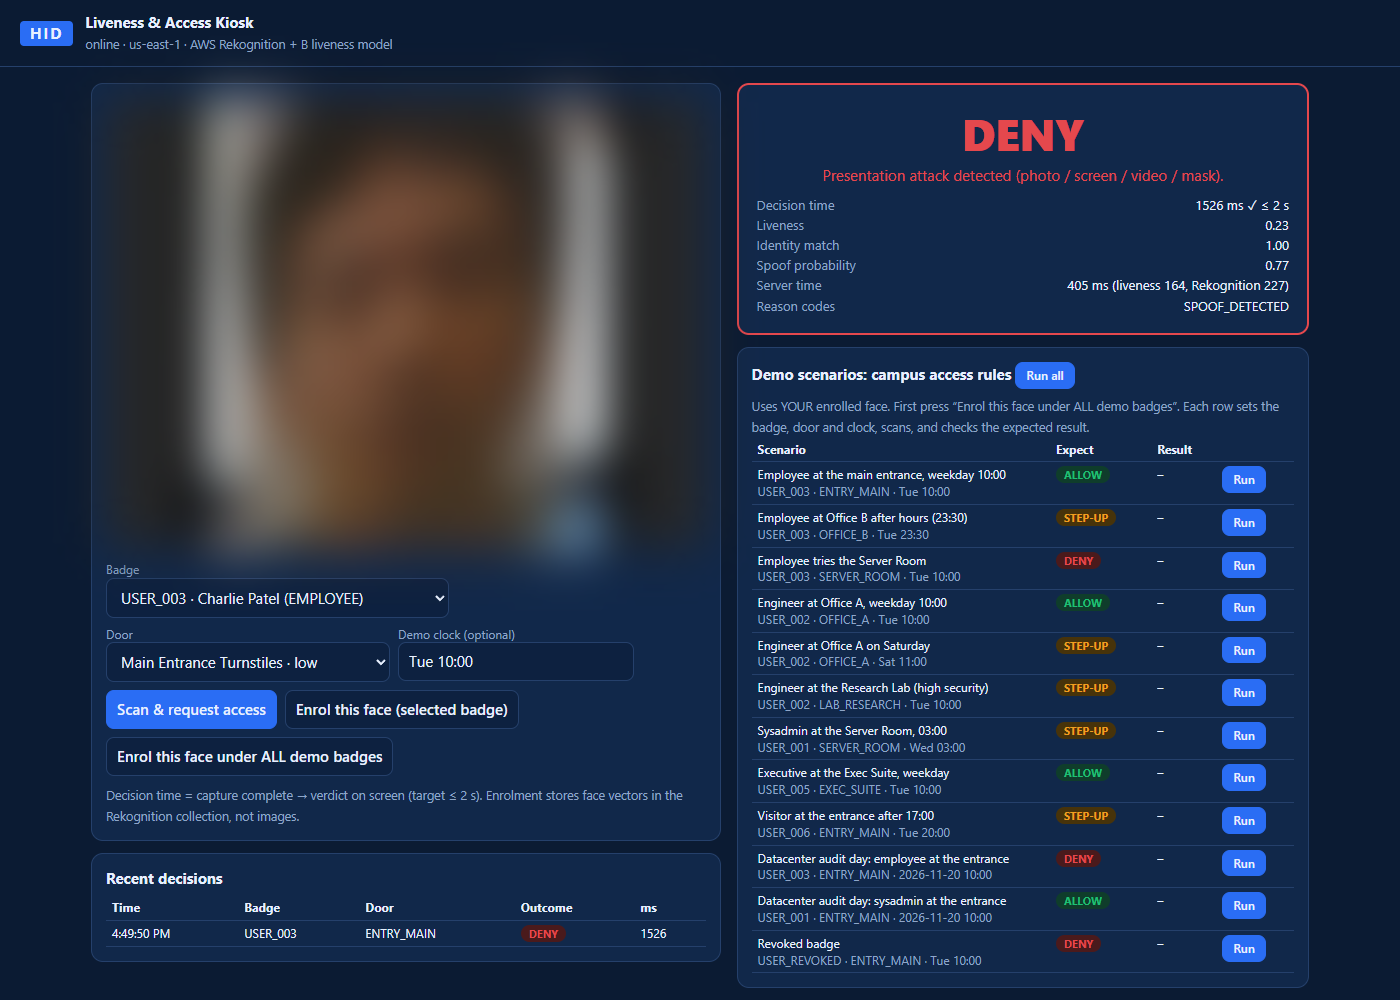 HID
Liveness & Access Kiosk
online · us-east-1 · AWS Rekognition + B liveness model
Badge
USER_003 · Charlie Patel (EMPLOYEE)
Door
Demo clock (optional)
Main Entrance Turnstiles · low
Tue 10:00
Scan & request access
Enrol this face (selected badge)
Enrol this face under ALL demo badges
Decision time = capture complete → verdict on screen (target ≤ 2 s). Enrolment stores face vectors in the
Rekognition collection, not images.
Recent decisions
Time Badge Door Outcome ms
4:49:50 PM USER_003 ENTRY_MAIN DENY 1526
DENY
Presentation attack detected (photo / screen / video / mask).
Decision time 1526 ms ✓ ≤ 2 s
Liveness 0.23
Identity match 1.00
Spoof probability 0.77
Server time 405 ms (liveness 164, Rekognition 227)
Reason codes SPOOF_DETECTED
Demo scenarios: campus access rules Run all
Uses YOUR enrolled face. First press “Enrol this face under ALL demo badges”. Each row sets the
badge, door and clock, scans, and checks the expected result.
Scenario Expect Result
Employee at the main entrance, weekday 10:00 ALLOW – Run
USER_003 · ENTRY_MAIN · Tue 10:00
Employee at Office B after hours (23:30) STEP-UP – Run
USER_003 · OFFICE_B · Tue 23:30
Employee tries the Server Room DENY – Run
USER_003 · SERVER_ROOM · Tue 10:00
Engineer at Office A, weekday 10:00 ALLOW – Run
USER_002 · OFFICE_A · Tue 10:00
Engineer at Office A on Saturday STEP-UP – Run
USER_002 · OFFICE_A · Sat 11:00
Engineer at the Research Lab (high security) STEP-UP – Run
USER_002 · LAB_RESEARCH · Tue 10:00
Sysadmin at the Server Room, 03:00 STEP-UP – Run
USER_001 · SERVER_ROOM · Wed 03:00
Executive at the Exec Suite, weekday ALLOW – Run
USER_005 · EXEC_SUITE · Tue 10:00
Visitor at the entrance after 17:00 STEP-UP – Run
USER_006 · ENTRY_MAIN · Tue 20:00
Datacenter audit day: employee at the entrance DENY – Run
USER_003 · ENTRY_MAIN · 2026-11-20 10:00
Datacenter audit day: sysadmin at the entrance ALLOW – Run
USER_001 · ENTRY_MAIN · 2026-11-20 10:00
Revoked badge DENY – Run
USER_REVOKED · ENTRY_MAIN · Tue 10:00